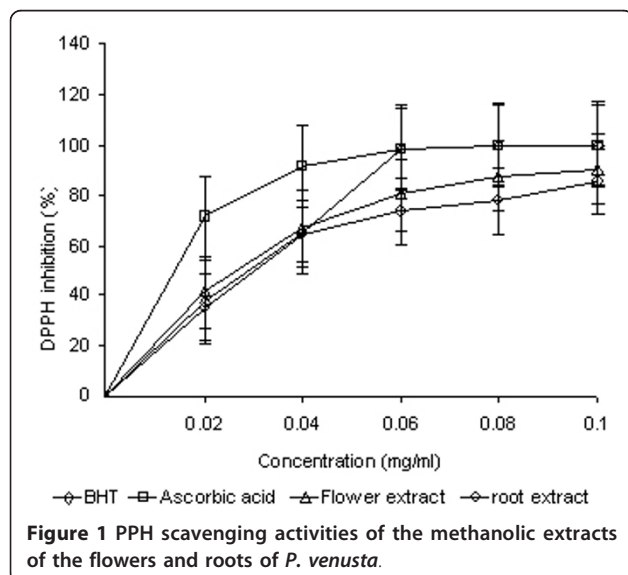 140
120
100
80
60
40
20
0
DPPH inhibition (%)
0.02 0.04 0.06 0.08 0.1
Concentration (mg/ml)
BHT Ascorbic acid Flower extract root extract
Figure 1 PPH scavenging activities of the methanolic extracts
of the flowers and roots of P. venusta.